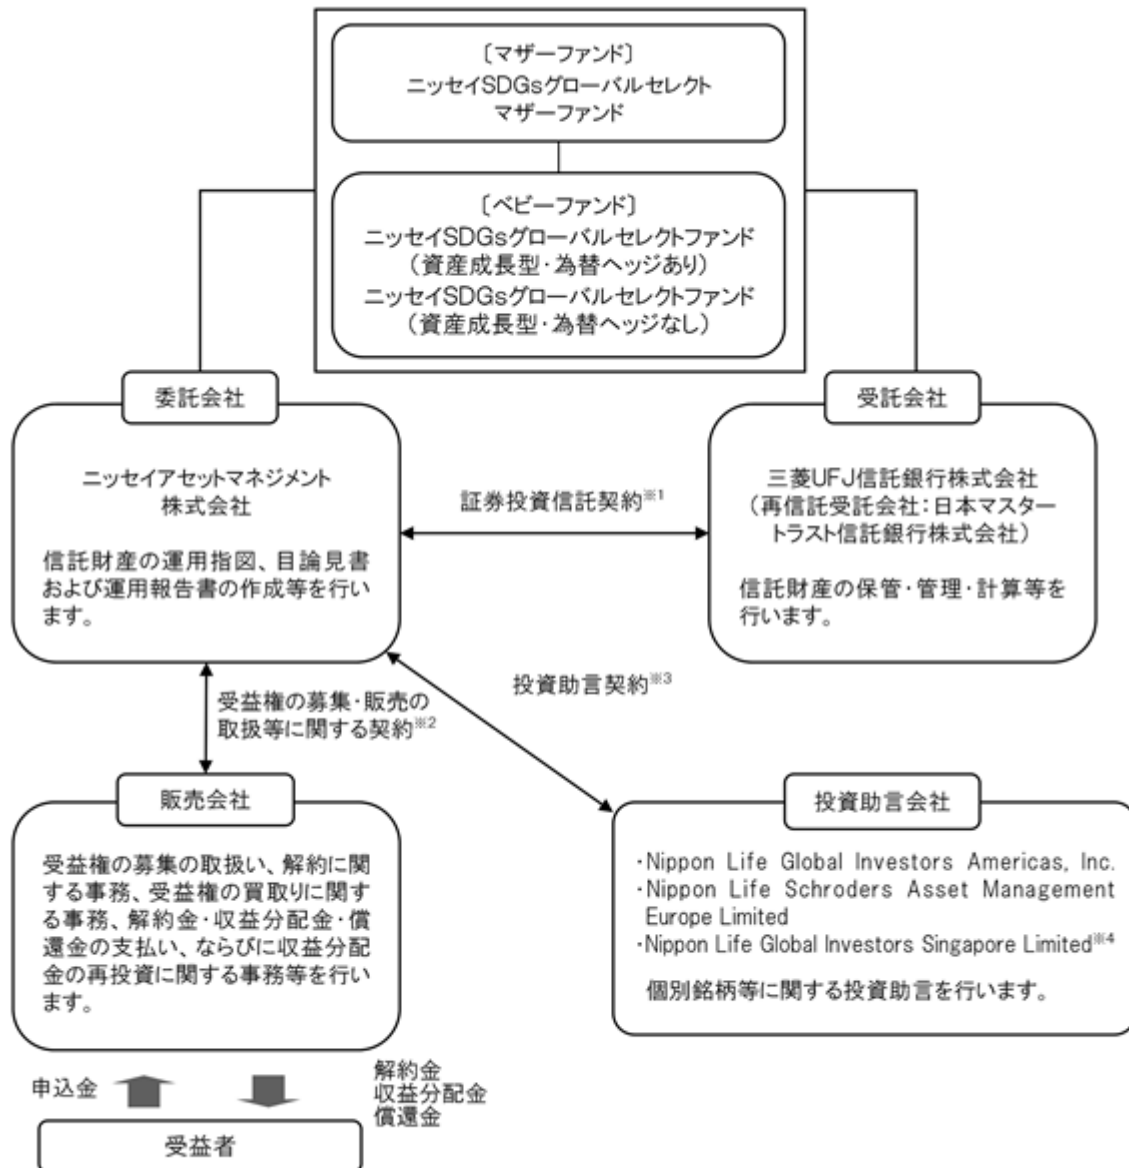 〔マザーファンド〕
ニッセイSDGsグローバルセレクト
マザーファンド
〔ベビーファンド〕
ニッセイSDGsグローバルセレクトファンド
（資産成長型・為替ヘッジあり）
ニッセイSDGsグローバルセレクトファンド
（資産成長型・為替ヘッジなし）
委託会社
ニッセイアセットマネジメント
株式会社
信託財産の運用指図、目論見書
および運用報告書の作成等を行い
ます。
証券投資信託契約※1
受託会社
三菱UFJ信託銀行株式会社
（再信託受託会社：日本マスター
トラスト信託銀行株式会社）
信託財産の保管・管理・計算等を
行います。
受益権の募集・販売の
取扱等に関する契約※2
投資助言契約※3
販売会社
受益権の募集の取扱い、解約に関
する事務、受益権の買取りに関す
る事務、解約金・収益分配金・償
還金の支払い、ならびに収益分配
金の再投資に関する事務等を行い
ます。
投資助言会社
・Nippon Life Global Investors Americas, Inc.
・Nippon Life Schroders Asset Management
Europe Limited
・Nippon Life Global Investors Singapore Limited※4
個別銘柄等に関する投資助言を行います。
申込金
解約金
収益分配金
償還金
受益者